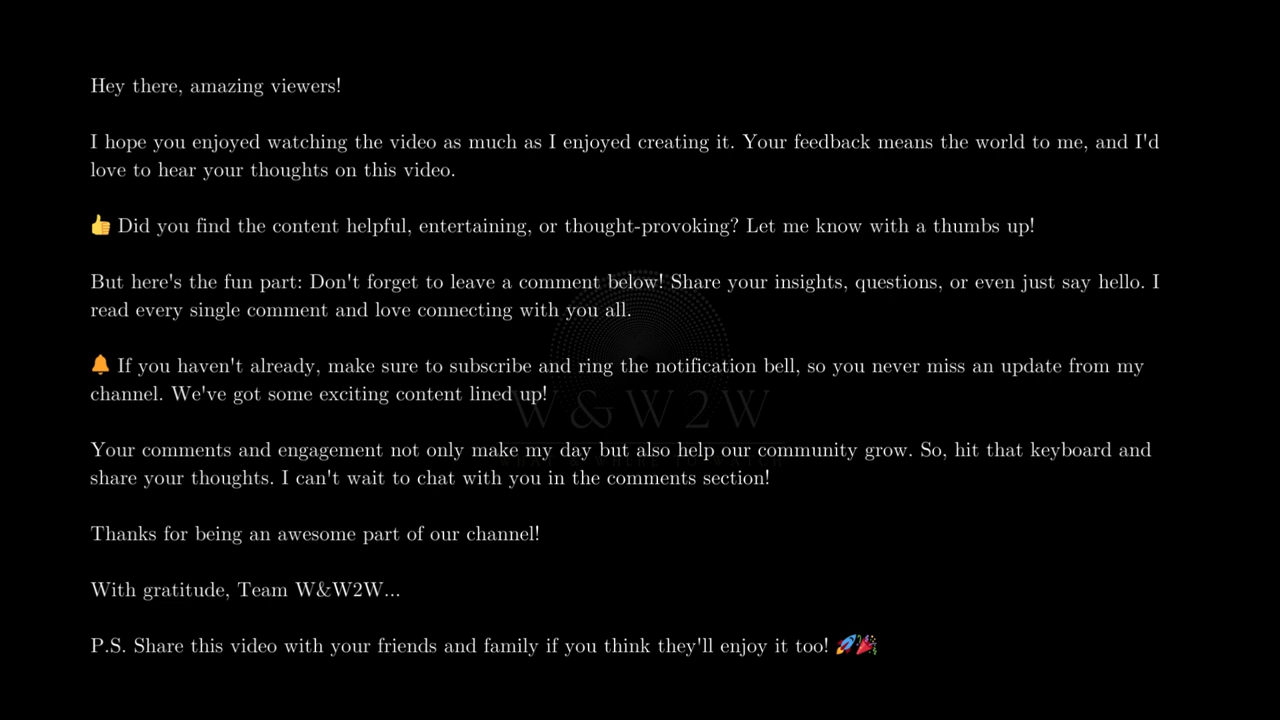 Hey there, amazing viewers!
I hope you enjoyed watching the video as much as I enjoyed creating it. Your feedback means the world to me, and I'd
love to hear your thoughts on this video.
👍 Did you find the content helpful, entertaining, or thought-provoking? Let me know with a thumbs up!
But here's the fun part: Don't forget to leave a comment below! Share your insights, questions, or even just say hello. I
read every single comment and love connecting with you all.
🔔 If you haven't already, make sure to subscribe and ring the notification bell, so you never miss an update from my
channel. We've got some exciting content lined up!
W&W2W
Your comments and engagement not only make my day but also help our community grow. So, hit that keyboard and
share your thoughts. I can't wait to chat with you in the comments section!
Thanks for being an awesome part of our channel!
With gratitude, Team W&W2W...
P.S. Share this video with your friends and family if you think they'll enjoy it too! 🚀🎉